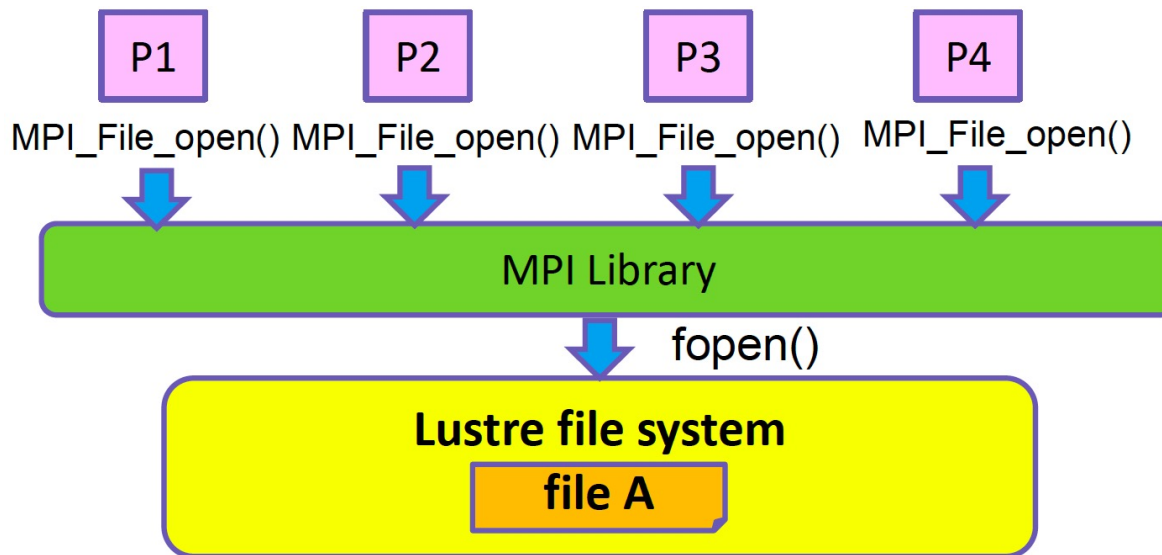 P1 P2 P3 P4
MPI_File_open() MPI_File_open() MPI_File_open() MPI_File_open()
MPI Library
fopen()
Lustre file system
file A